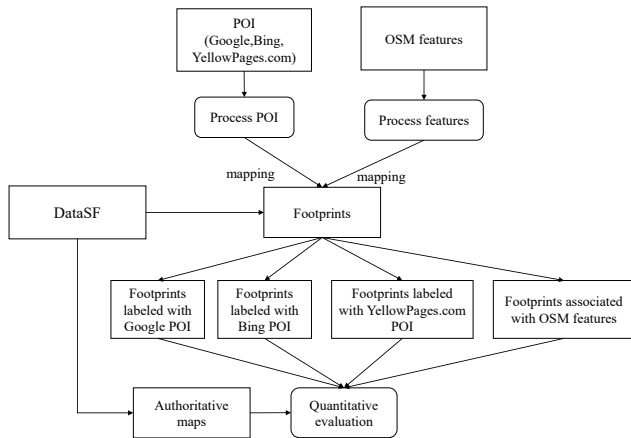 POI
(Google,Bing,
YellowPages.com)
OSM features
Process POI
Process features
mapping
mapping
DataSF
Footprints
Footprints
labeled with
Google POI
Footprints
labeled with
Bing POI
Footprints labeled
with YellowPages.com
POI
Footprints associated
with OSM features
Authoritative
maps
Quantitative
evaluation